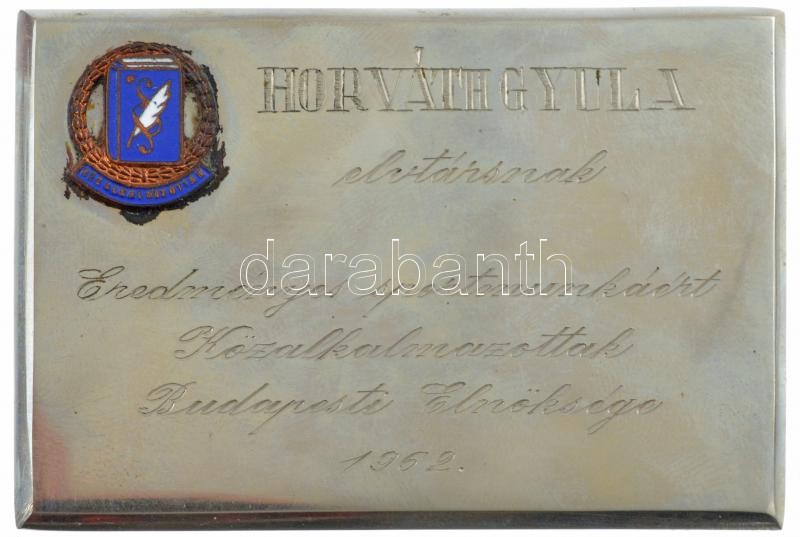 HORVÁTH GYULA
elvtársnak
darabanth
Eredményes sportmunkáért
Közalkalmazottak
Budapesti Elnöksége
1962.